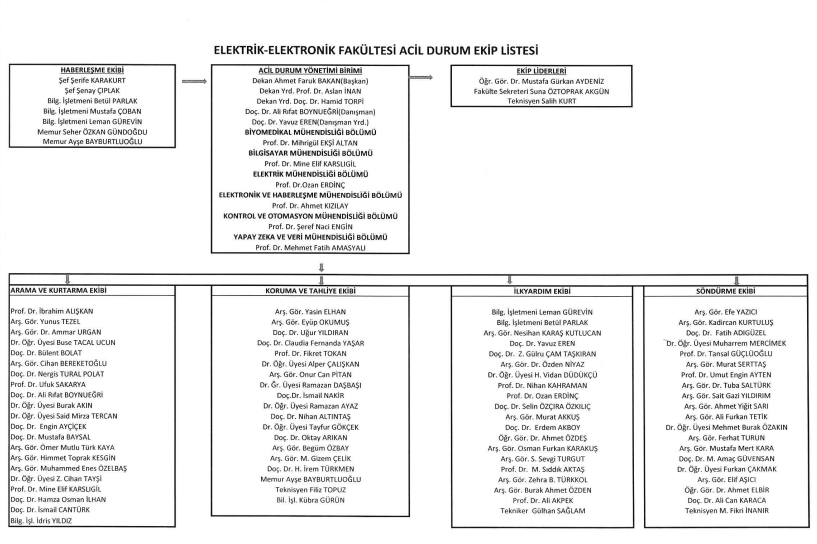 ELEKTRİK-ELEKTRONİK FAKÜLTESİ ACİL DURUM EKİP LİSTESİ
HABERLEŞME EKİBİ
Şef Şerife KARAKURT
Şef Şenay ÇIPLAK
Bilg. İşletmeni Betül PARLAK
Bilg. İşletmeni Mustafa ÇOBAN
Bilg. İşletmeni Leman GÜREVİN
Memur Seher ÖZKAN GÜNDOĞDU
Memur Ayşe BAYBURTLUOĞLU
ACİL DURUM YÖNETİMİ BİRİMİ
Dekan Ahmet Faruk BAKAN(Başkan)
Dekan Yrd. Prof. Dr. Aslan İNAN
Dekan Yrd. Doç. Dr. Hamid TORPİ
Doç. Dr. Ali Rıfat BOYNUEĞRİ(Danışman)
Doç. Dr. Yavuz EREN(Danışman Yrd.)
BİYOMEDİKAL MÜHENDİSLİĞİ BÖLÜMÜ
Prof. Dr. Mihrigül EKŞİ ALTAN
BİLGİSAYAR MÜHENDİSLİĞİ BÖLÜMÜ
Prof. Dr. Mine Elif KARSLIGİL
ELEKTRİK MÜHENDİSLİĞİ BÖLÜMÜ
Prof. Dr.Ozan ERDİNÇ
ELEKTRONİK VE HABERLEŞME MÜHENDİSLİĞİ BÖLÜMÜ
Prof. Dr. Ahmet KIZILAY
KONTROL VE OTOMASYON MÜHENDİSLİĞİ BÖLÜMÜ
Prof. Dr. Şeref Naci ENGİN
YAPAY ZEKA VE VERİ MÜHENDİSLİĞİ BÖLÜMÜ
Prof. Dr. Mehmet Fatih AMASYALI
EKİP LİDERLERİ
Öğr. Gör. Dr. Mustafa Gürkan AYDENİZ
Fakülte Sekreteri Suna ÖZTOPRAK AKGÜN
Teknisyen Salih KURT
ARAMA VE KURTARMA EKİBİ
Prof. Dr. İbrahim ALIŞKAN
Arş. Gör. Yunus TEZEL
Arş. Gör. Dr. Ammar URGAN
Dr. Öğr. Üyesi Buse TACAL UCUN
Doç. Dr. Bülent BOLAT
Arş. Gör. Cihan BEREKETOĞLU
Doç. Dr. Nergis TURAL POLAT
Prof. Dr. Ufuk SAKARYA
Doç. Dr. Ali Rıfat BOYNUEĞRİ
Dr. Öğr. Üyesi Burak AKIN
Dr. Öğr. Üyesi Said Mirza TERCAN
Doç. Dr. Engin AYÇİÇEK
Doç. Dr. Mustafa BAYSAL
Arş. Gör. Ömer Mutlu Türk KAYA
Arş. Gör. Himmet Toprak KESGİN
Arş. Gör. Muhammed Enes ÖZELBAŞ
Dr. Öğr. Üyesi Z. Cihan TAYŞİ
Prof. Dr. Mine Elif KARSLIGİL
Doç. Dr. Hamza Osman İLHAN
Doç. Dr. İsmail CANTÜRK
Bilg. İşl. İdris YILDIZ
KORUMA VE TAHLİYE EKİBİ
Arş. Gör. Yasin ELHAN
Arş. Gör. Eyüp OKUMUŞ
Doç. Dr. Uğur YILDIRAN
Doç. Dr. Claudia Fernanda YAŞAR
Prof. Dr. Fikret TOKAN
Dr. Öğr. Üyesi Alper ÇALIŞKAN
Arş. Gör. Onur Can PİTAN
Dr. Ğr. Üyesi Ramazan DAŞBAŞI
Doç.Dr. İsmail NAKİR
Dr. Öğr. Üyesi Ramazan AYAZ
Doç. Dr. Nihan ALTINTAŞ
Dr. Öğr. Üyesi Tayfur GÖKÇEK
Doç. Dr. Oktay ARIKAN
Arş. Gör. Begüm ÖZBAY
Arş. Gör. M. Gizem ÇELİK
Doç. Dr. H. İrem TÜRKMEN
Memur Ayşe BAYBURTLUOĞLU
Teknisyen Filiz TOPUZ
Bil. İşl. Kübra GÜRÜN
İLKYARDIM EKİBİ
Bilg. İşletmeni Leman GÜREVİN
Bilg. İşletmeni Betül PARLAK
Arş. Gör. Nesihan KARAŞ KUTLUCAN
Doç. Dr. Yavuz EREN
Doç. Dr. Z. Gülru ÇAM TAŞKIRAN
Arş. Gör. Dr. Özden NİYAZ
Dr. Öğr. Üyesi H. Vidan DÜDÜKÇÜ
Prof. Dr. Nihan KAHRAMAN
Prof. Dr. Ozan ERDİNÇ
Doç. Dr. Selin ÖZÇIRA ÖZKILIÇ
Arş. Gör. Murat AKKUŞ
Doç. Dr. Erdem AKBOY
Öğr. Gör. Dr. Ahmet ÖZDEŞ
Arş. Gör. Osman Furkan KARAKUŞ
Arş. Gör. S. Sevgi TURGUT
Prof. Dr. M. Sıddık AKTAŞ
Arş. Gör. Zehra B. TÜRKKOL
Arş. Gör. Burak Ahmet ÖZDEN
Prof. Dr. Ali AKPEK
Tekniker Gülhan SAĞLAM
SÖNDÜRME EKİBİ
Arş. Gör. Efe YAZICI
Arş. Gör. Kadircan KURTULUŞ
Doç. Dr. Fatih ADIGÜZEL
Dr. Öğr. Üyesi Muharrem MERCİMEK
Prof. Dr. Tansal GÜÇLÜOĞLU
Arş. Gör. Murat SERTTAŞ
Prof. Dr. Umut Engin AYTEN
Arş. Gör. Dr. Tuba SALTÜRK
Arş. Gör. Sait Gazi YILDIRIM
Arş. Gör. Ahmet Yiğit SARI
Arş. Gör. Ali Furkan TETİK
Dr. Öğr. Üyesi Mehmet Burak ÖZAKIN
Arş. Gör. Ferhat TURUN
Arş. Gör. Mustafa Mert KARA
Doç. Dr. M. Amaç GÜVENSAN
Dr. Öğr. Üyesi Furkan ÇAKMAK
Arş. Gör. Elif AŞICI
Öğr. Gör. Dr. Ahmet ELBİR
Doç. Dr. Ali Can KARACA
Teknisyen M. Fikri İNANIR